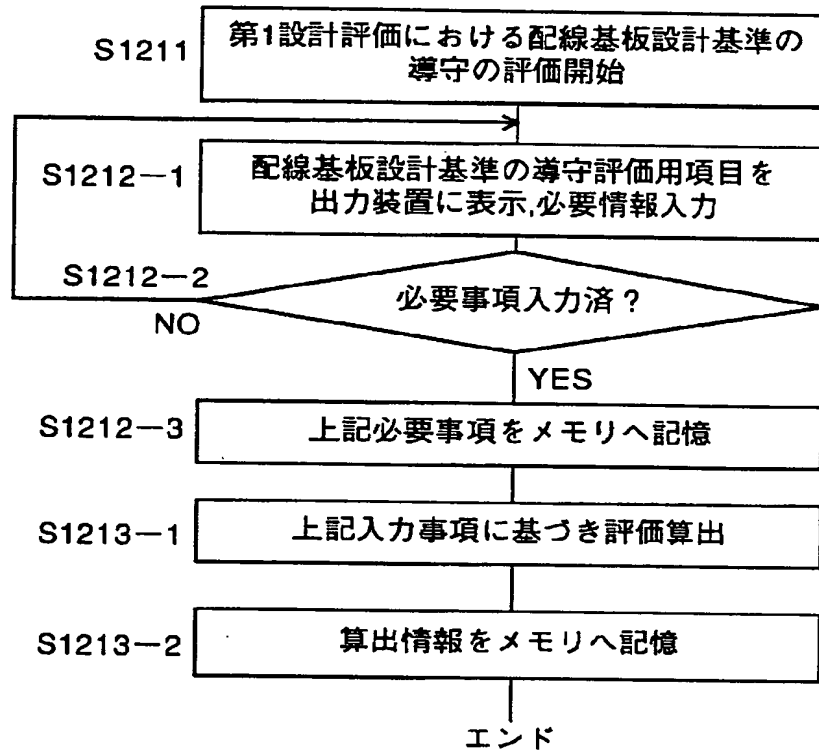 S1211
第1設計評価における配線基板設計基準の
導守の評価開始
S1212-1
配線基板設計基準の導守評価用項目を
出力装置に表示,必要情報入力
S1212-2
必要事項入力済？
NO
YES
S1212-3
上記必要事項をメモリへ記憶
S1213-1
上記入力事項に基づき評価算出
S1213-2
算出情報をメモリへ記憶
エンド